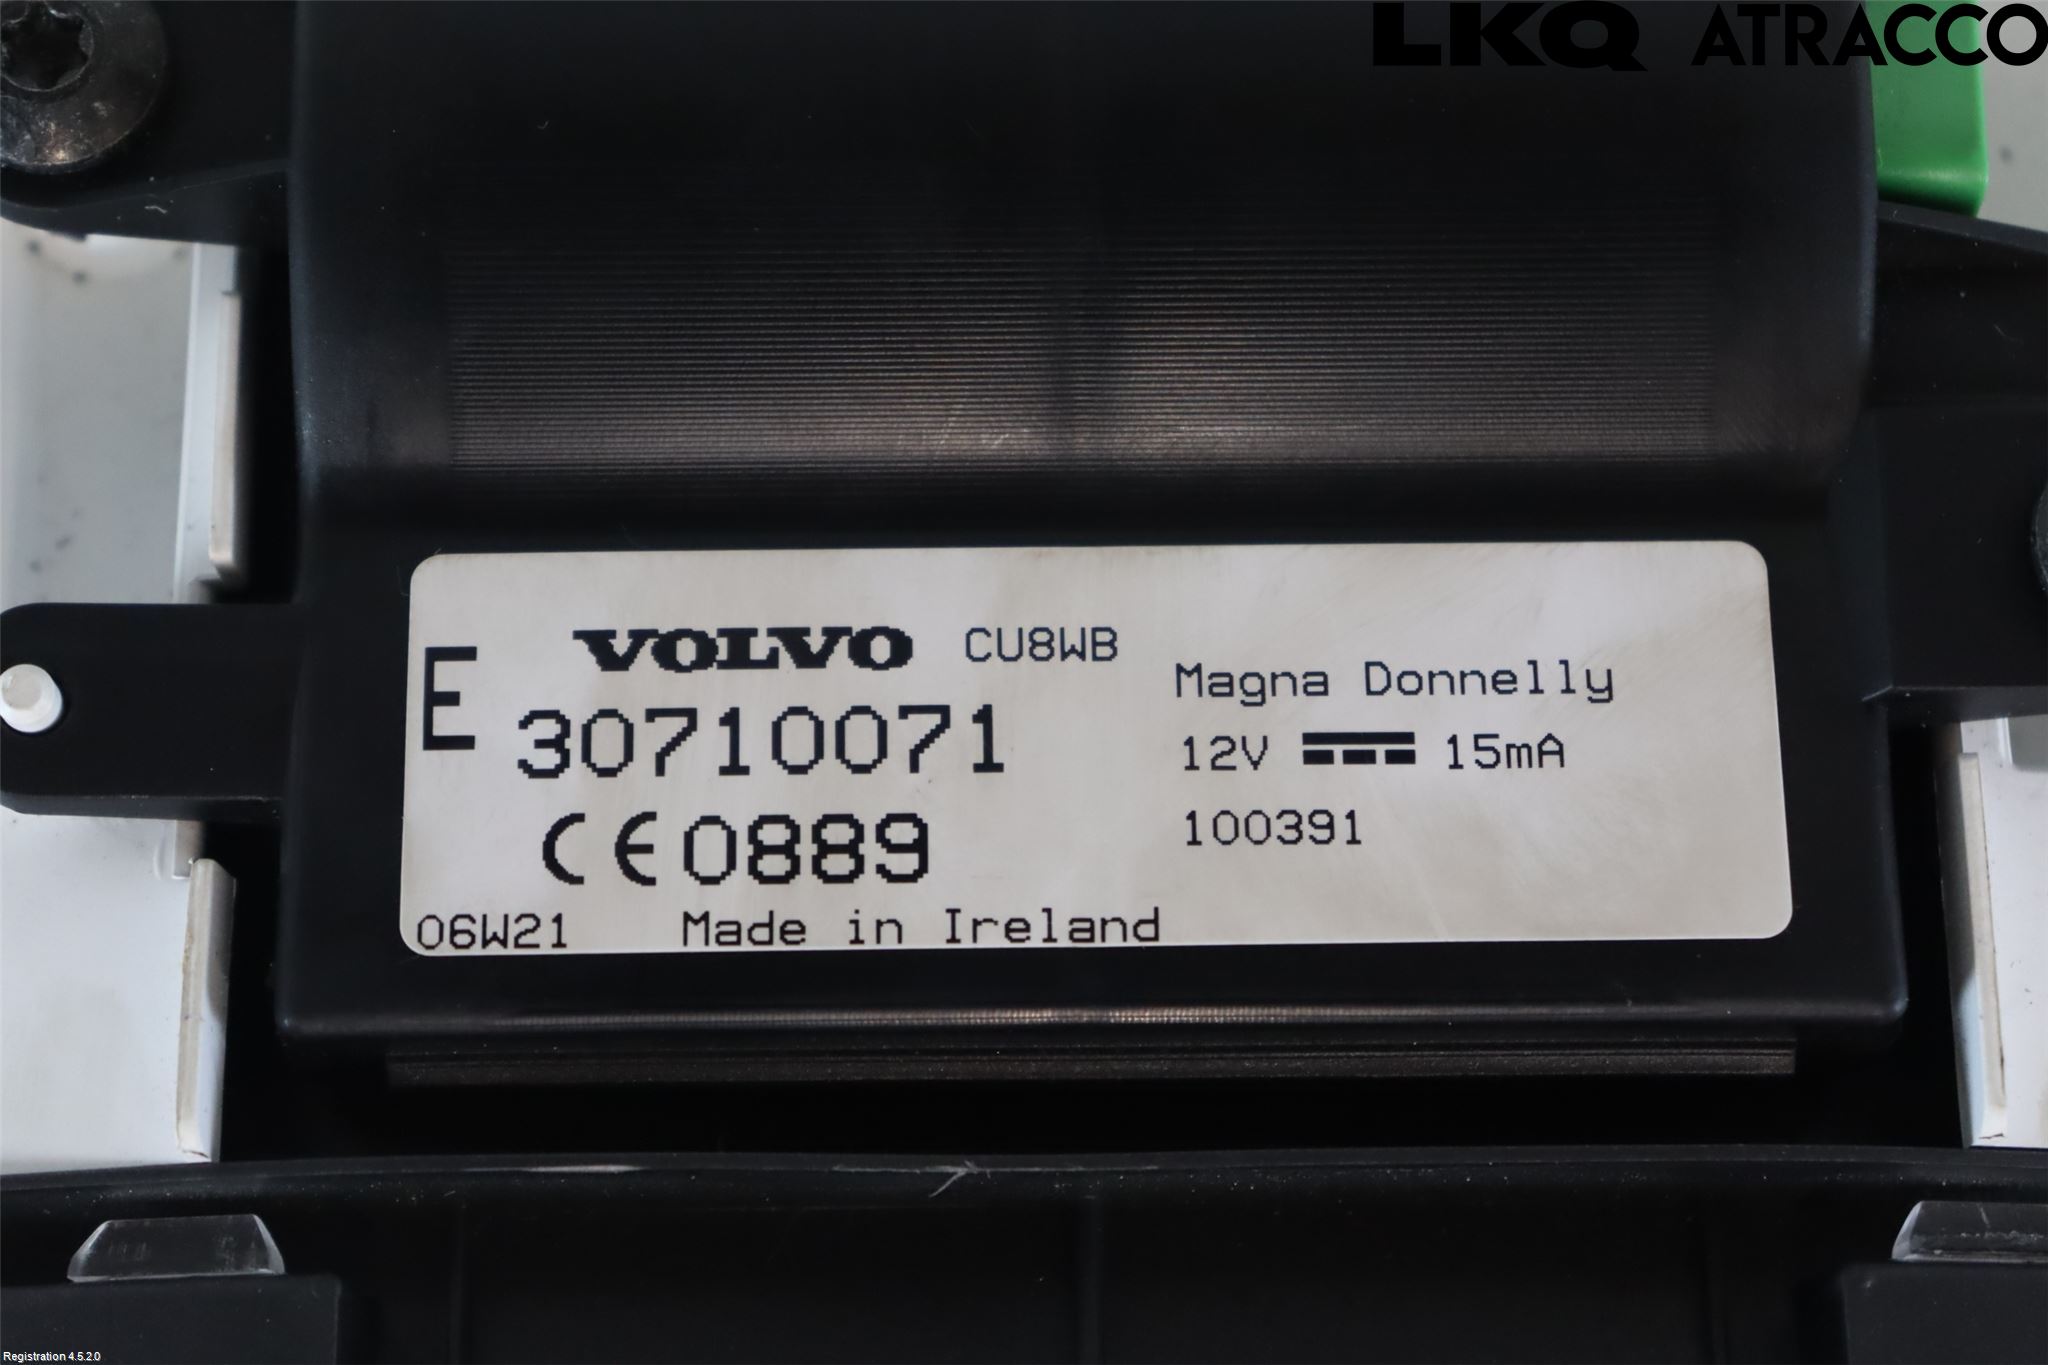 LKQ ATRACCO
E VOLVO CU8WB
30710071
CE 0889
06W21 Made in Ireland
Magna Donnelly
12V 15mA
100391
Registration 4.5.2.0